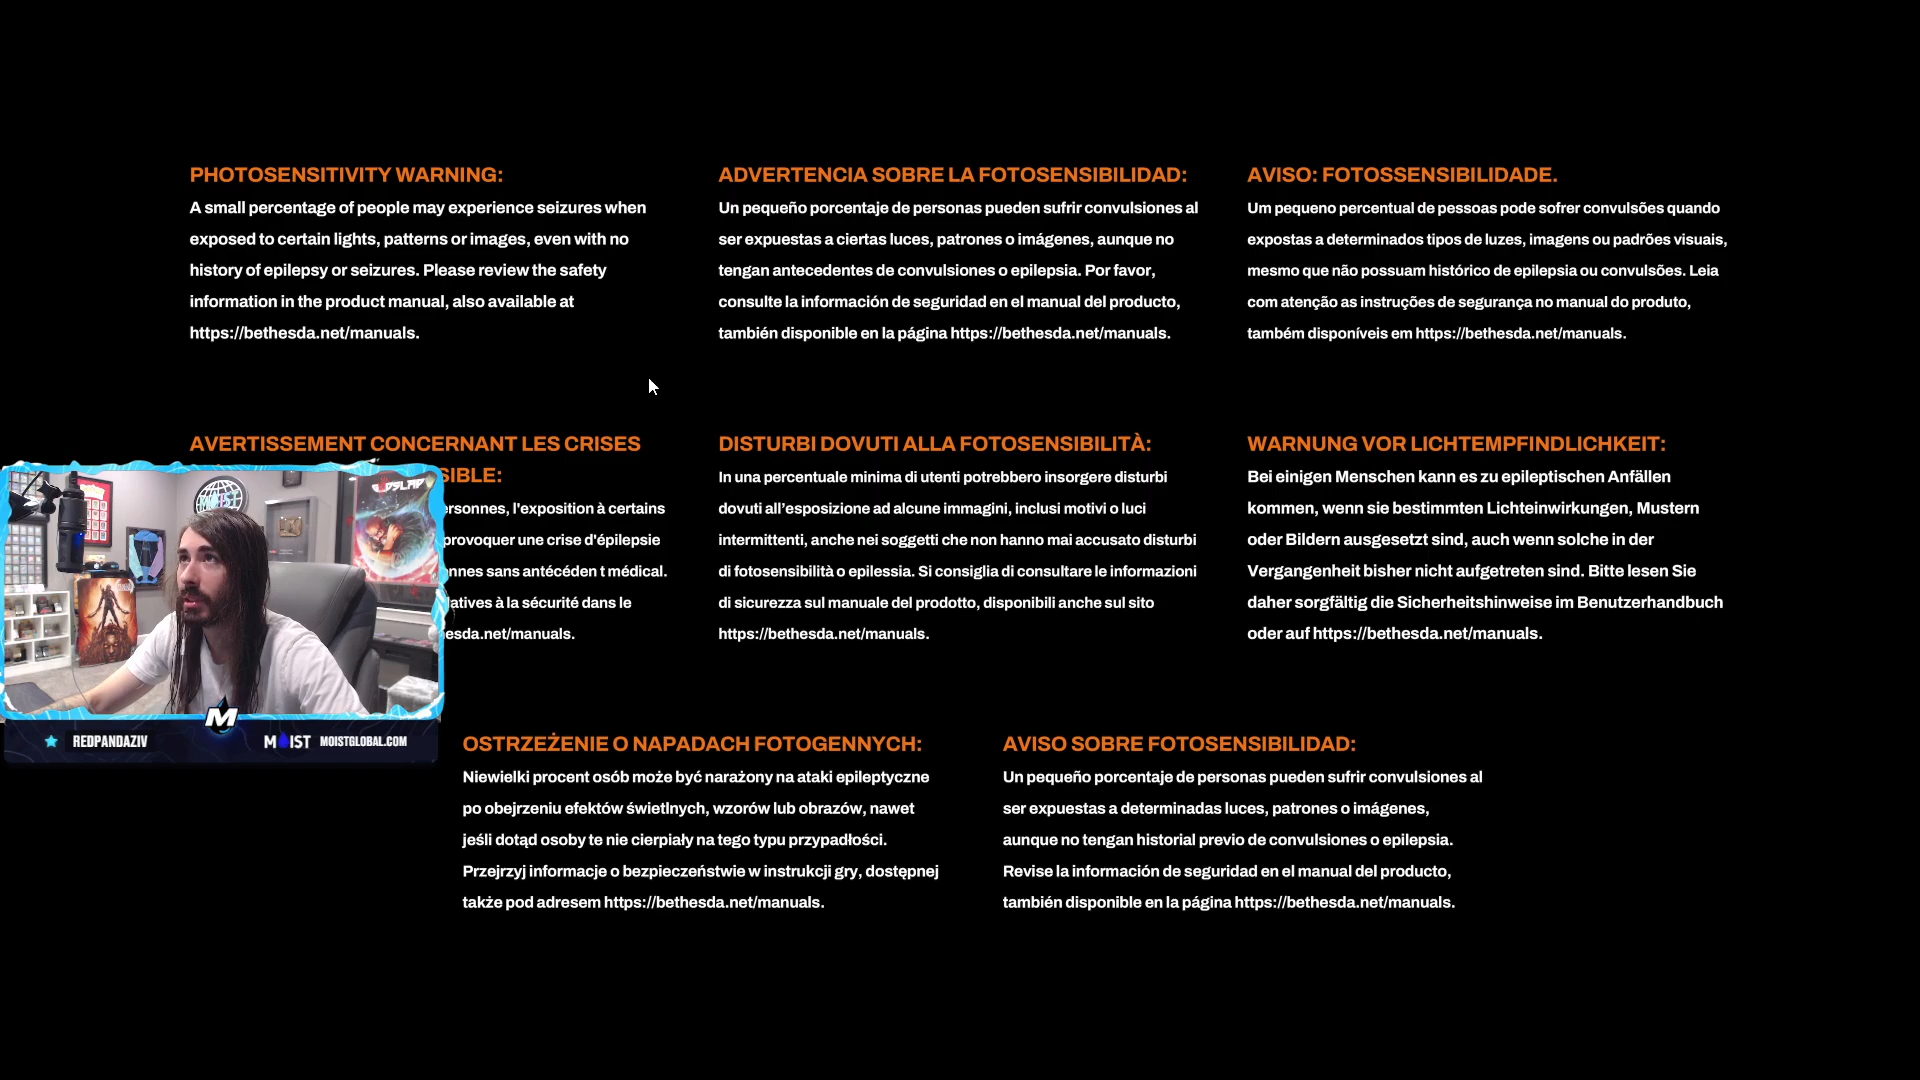 PHOTOSENSITIVITY WARNING:
A small percentage of people may experience seizures when
exposed to certain lights, patterns or images, even with no
history of epilepsy or seizures. Please review the safety
information in the product manual, also available at
https://bethesda.net/manuals.
ADVERTENCIA SOBRE LA FOTOSENSIBILIDAD:
Un pequeño porcentaje de personas pueden sufrir convulsiones al
ser expuestas a ciertas luces, patrones o imágenes, aunque no
tengan antecedentes de convulsiones o epilepsia. Por favor,
consulte la información de seguridad en el manual del producto,
también disponible en la página https://bethesda.net/manuals.
AVISO: FOTOSSENSIBILIDADE.
Um pequeno percentual de pessoas pode sofrer convulsões quando
expostas a determinados tipos de luzes, imagens ou padrões visuais,
mesmo que não possuam histórico de epilepsia ou convulsões. Leia
com atenção as instruções de segurança no manual do produto,
também disponíveis em https://bethesda.net/manuals.
AVERTISSEMENT CONCERNANT LES CRISES
SIBLE:
ersonnes, l'exposition à certains
provoquer une crise d'épilepsie
nnes sans antécéden t médical.
latives à la sécurité dans le
esda.net/manuals.
DISTURBI DOVUTI ALLA FOTOSENSIBILITÀ:
In una percentuale minima di utenti potrebbero insorgere disturbi
dovuti all’esposizione ad alcune immagini, inclusi motivi o luci
intermittenti, anche nei soggetti che non hanno mai accusato disturbi
di fotosensibilità o epilessia. Si consiglia di consultare le informazioni
di sicurezza sul manuale del prodotto, disponibili anche sul sito
https://bethesda.net/manuals.
WARNUNG VOR LICHTEMPFINDLICHKEIT:
Bei einigen Menschen kann es zu epileptischen Anfällen
kommen, wenn sie bestimmten Lichteinwirkungen, Mustern
oder Bildern ausgesetzt sind, auch wenn solche in der
Vergangenheit bisher nicht aufgetreten sind. Bitte lesen Sie
daher sorgfältig die Sicherheitshinweise im Benutzerhandbuch
oder auf https://bethesda.net/manuals.
MOIST
M
REDPANDAZIV
MOIST MOISTGLOBAL.COM
OSTRZEŻENIE O NAPADACH FOTOGENNYCH:
Niewielki procent osób może być narażony na ataki epileptyczne
po obejrzeniu efektów świetlnych, wzorów lub obrazów, nawet
jeśli dotąd osoby te nie cierpiały na tego typu przypadłości.
Przejrzyj informacje o bezpieczeństwie w instrukcji gry, dostępnej
także pod adresem https://bethesda.net/manuals.
AVISO SOBRE FOTOSENSIBILIDAD:
Un pequeño porcentaje de personas pueden sufrir convulsiones al
ser expuestas a determinadas luces, patrones o imágenes,
aunque no tengan historial previo de convulsiones o epilepsia.
Revise la información de seguridad en el manual del producto,
también disponible en la página https://bethesda.net/manuals.